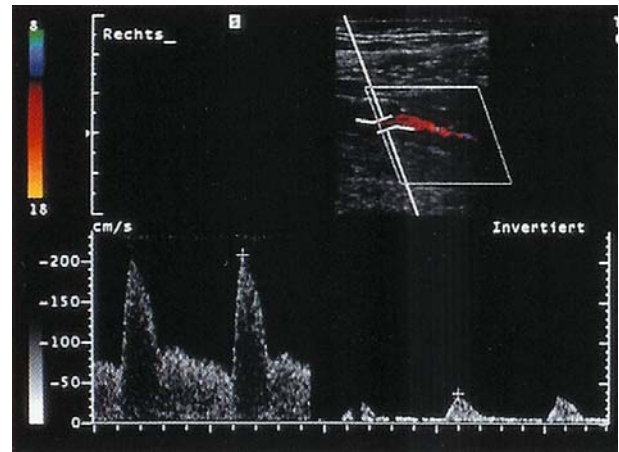 8
Rechts_
S
18
cm/s
Invertiert
-200-
-150-
-100-
-50-
0-